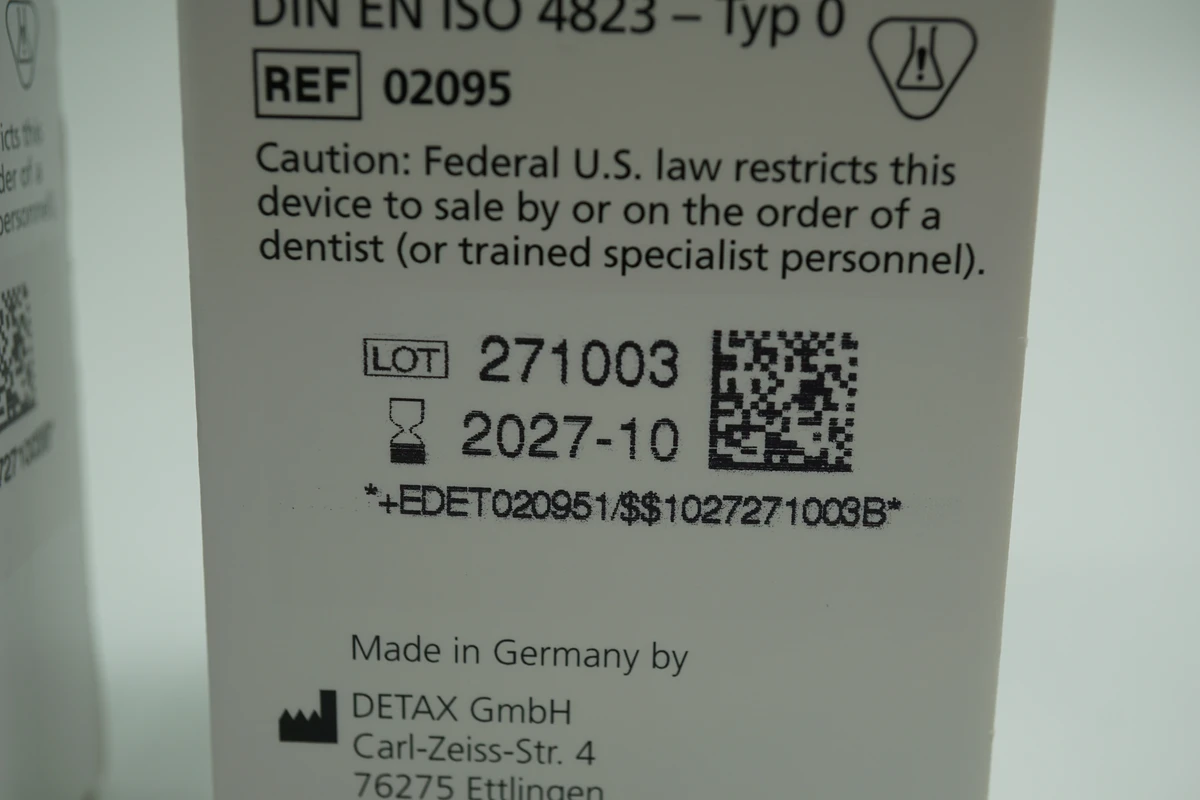 DIN EN ISO 4823 – Typ 0
REF 02095
Caution: Federal U.S. law restricts this
device to sale by or on the order of a
dentist (or trained specialist personnel).
LOT 271003
2027-10
*+EDET020951/$$1027271003B*
Made in Germany by
DETAX GmbH
Carl-Zeiss-Str. 4
76275 Ettlingen